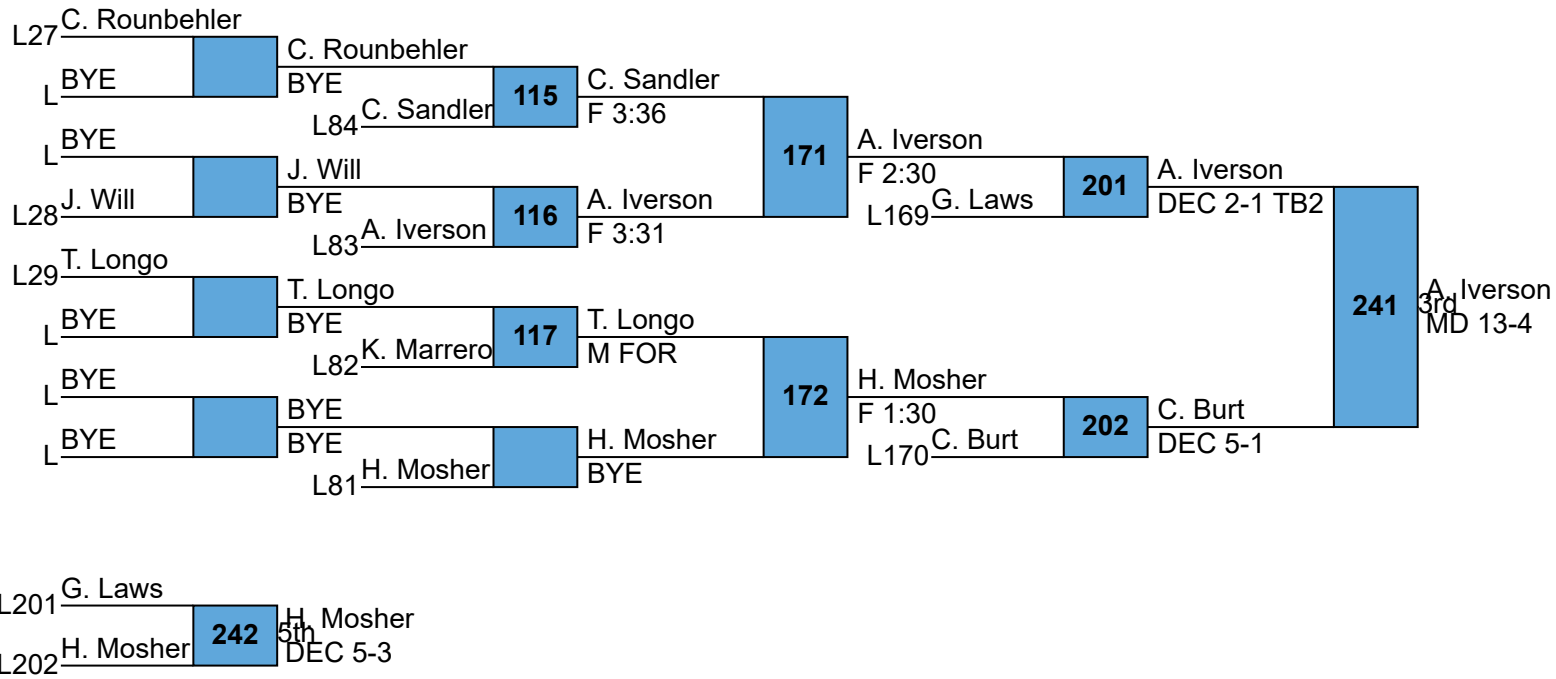 C. Rounbehler
L27
C. Rounbehler
BYE
L
BYE
C. Sandler
115
C. Sandler
L84
F 3:36
BYE
L
171
A. Iverson
F 2:30
J. Will
BYE
J. Will
L28
201
A. Iverson
DEC 2-1 TB2
G. Laws
L169
116
A. Iverson
F 3:31
A. Iverson
L83
T. Longo
L29
T. Longo
BYE
BYE
L
241
A. Iverson
3rd
MD 13-4
117
T. Longo
M FOR
K. Marrero
L82
BYE
L
172
H. Mosher
F 1:30
BYE
BYE
BYE
L
202
C. Burt
DEC 5-1
C. Burt
L170
H. Mosher
BYE
H. Mosher
L81
G. Laws
L201
242
H. Mosher
5th
DEC 5-3
H. Mosher
L202